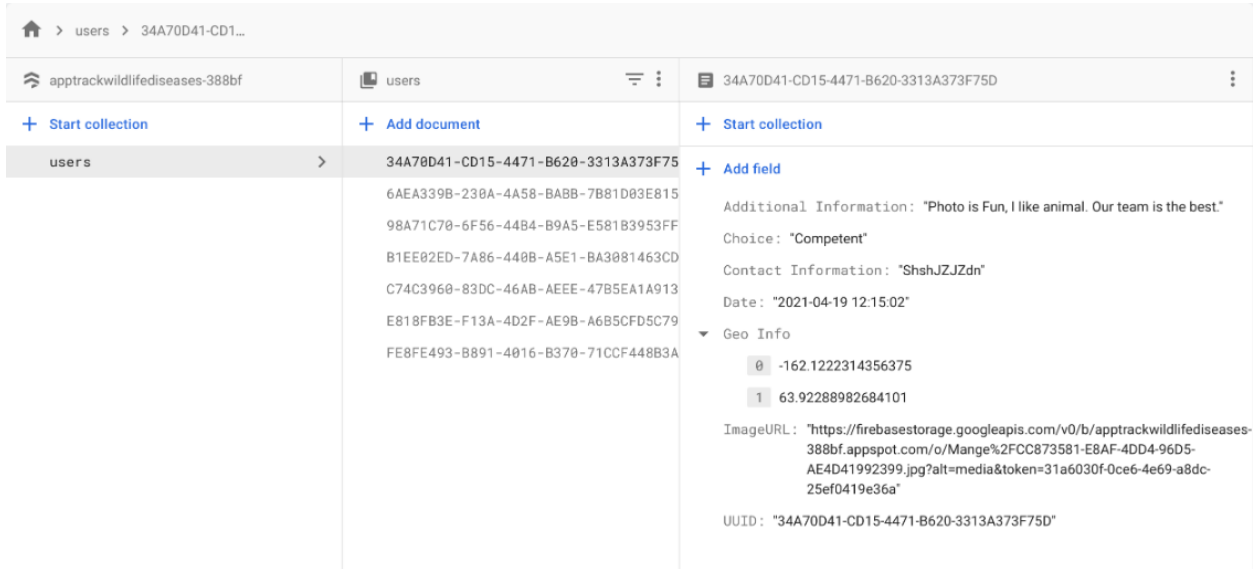 > users > 34A70D41-CD1…
apptrackwildlifediseases-388bf
+ Start collection
users >
users
+ Add document
34A70D41-CD15-4471-B620-3313A373F75
6AEA339B-230A-4A58-BABB-7B81D03E815
98A71C70-6F56-44B4-B9A5-E581B3953FF
B1EE02ED-7A86-440B-A5E1-BA3081463CD
C74C3960-83DC-46AB-AEEE-47B5EA1A913
E818FB3E-F13A-4D2F-AE9B-A6B5CFD5C79
FE8FE493-B891-4016-B370-71CCF448B3A
34A70D41-CD15-4471-B620-3313A373F75D
+ Start collection
+ Add field
Additional Information: "Photo is Fun, I like animal. Our team is the best."
Choice: "Competent"
Contact Information: "ShshJZJZdn"
Date: "2021-04-19 12:15:02"
Geo Info
0 -162.1222314356375
1 63.92288982684101
ImageURL: "https://firebasestorage.googleapis.com/v0/b/apptrackwildlifediseases-
388bf.appspot.com/o/Mange%2FCC873581-E8AF-4DD4-96D5-
AE4D41992399.jpg?alt=media&token=31a6030f-0ce6-4e69-a8dc-
25ef0419e36a"
UUID: "34A70D41-CD15-4471-B620-3313A373F75D"